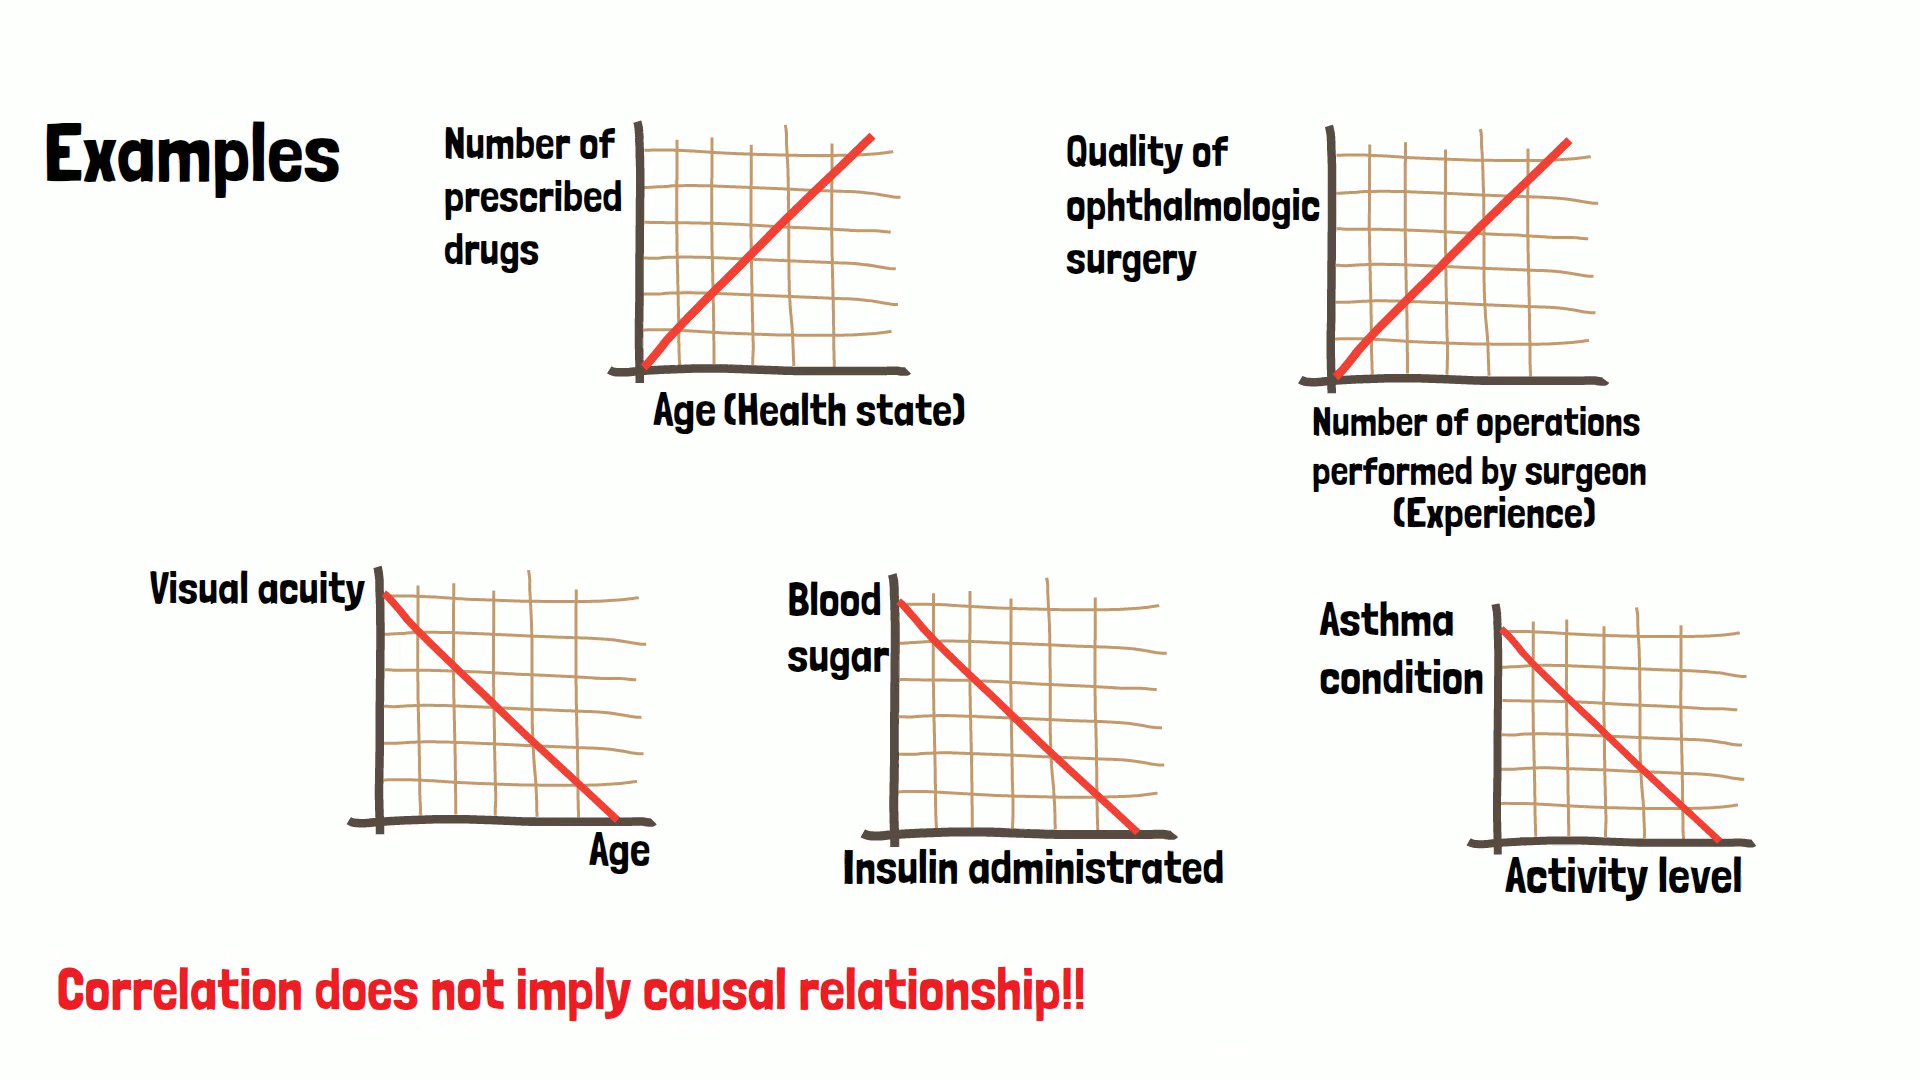 Examples
Number of
prescribed
drugs
Age (Health state)
Quality of
ophthalmologic
surgery
Number of operations
performed by surgeon
(Experience)
Visual acuity
Age
Blood
sugar
Insulin administrated
Asthma
condition
Activity level
Correlation does not imply causal relationship!!